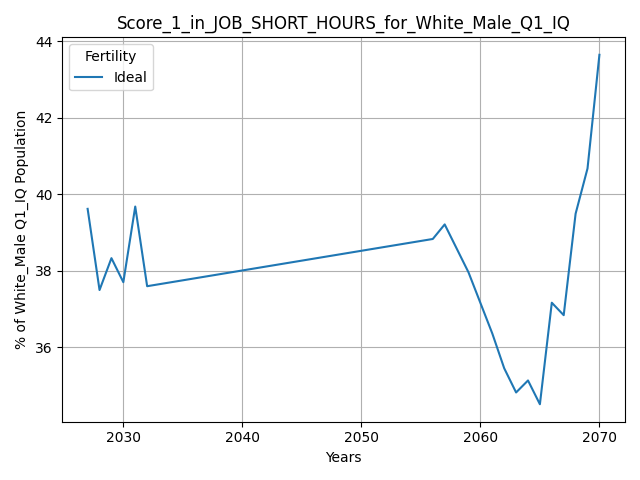 Score_1_in_JOB_SHORT_HOURS_for_White_Male_Q1_IQ
Fertility
Ideal
% of White_Male Q1_IQ Population
44
42
40
38
36
2030
2040
2050
2060
2070
Years